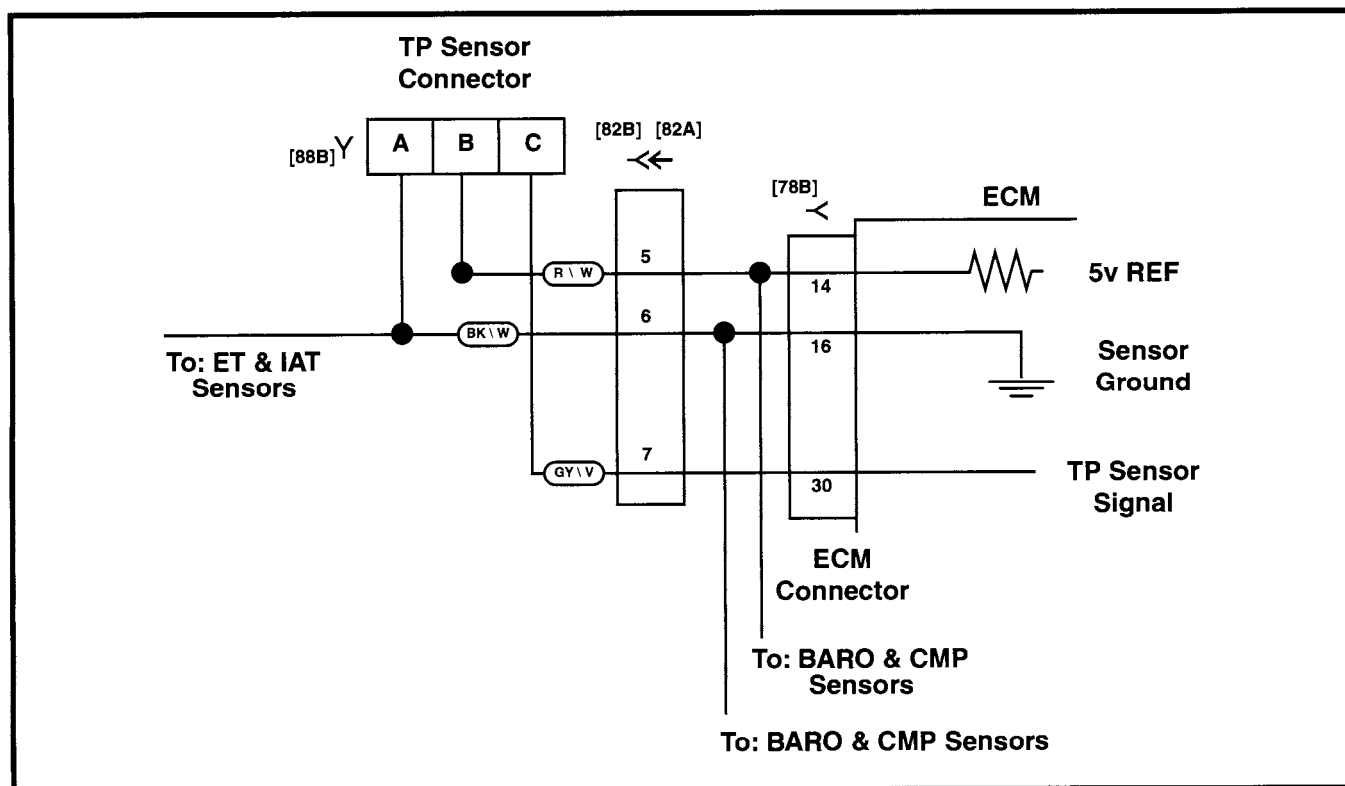 TP Sensor
Connector
[88B]
A B C
[82B] [82A]
[78B]
ECM
R \ W
5
14
5v REF
BK \ W
6
16
Sensor
Ground
To: ET & IAT
Sensors
GY \ V
7
30
TP Sensor
Signal
ECM
Connector
To: BARO & CMP
Sensors
To: BARO & CMP Sensors